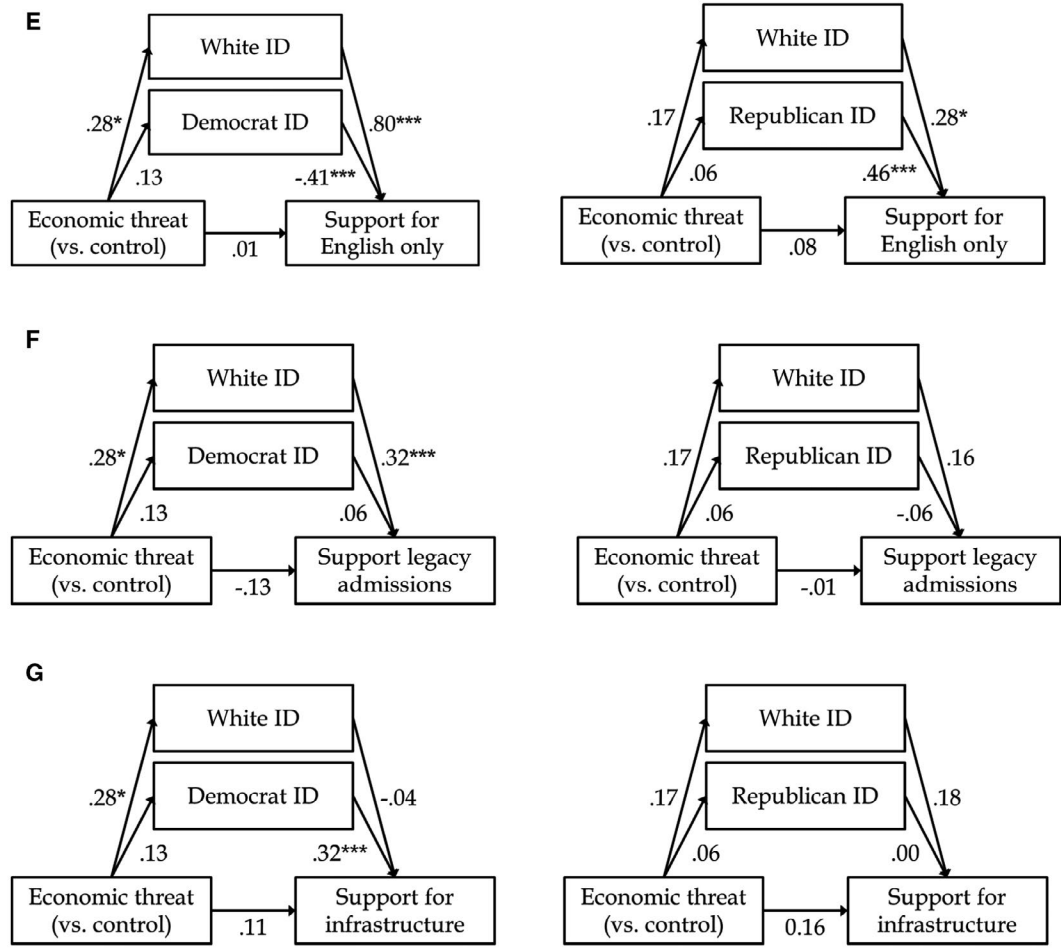 E
White ID
Democrat ID
.28*
.80***
.13
-.41***
Economic threat
(vs. control)
.01
Support for
English only
White ID
Republican ID
.17
.28*
.06
.46***
Economic threat
(vs. control)
.08
Support for
English only
F
White ID
Democrat ID
.28*
.32***
.13
.06
Economic threat
(vs. control)
-.13
Support legacy
admissions
White ID
Republican ID
.17
.16
.06
-.06
Economic threat
(vs. control)
-.01
Support legacy
admissions
G
White ID
Democrat ID
.28*
-.04
.13
.32***
Economic threat
(vs. control)
.11
Support for
infrastructure
White ID
Republican ID
.17
.18
.06
.00
Economic threat
(vs. control)
0.16
Support for
infrastructure